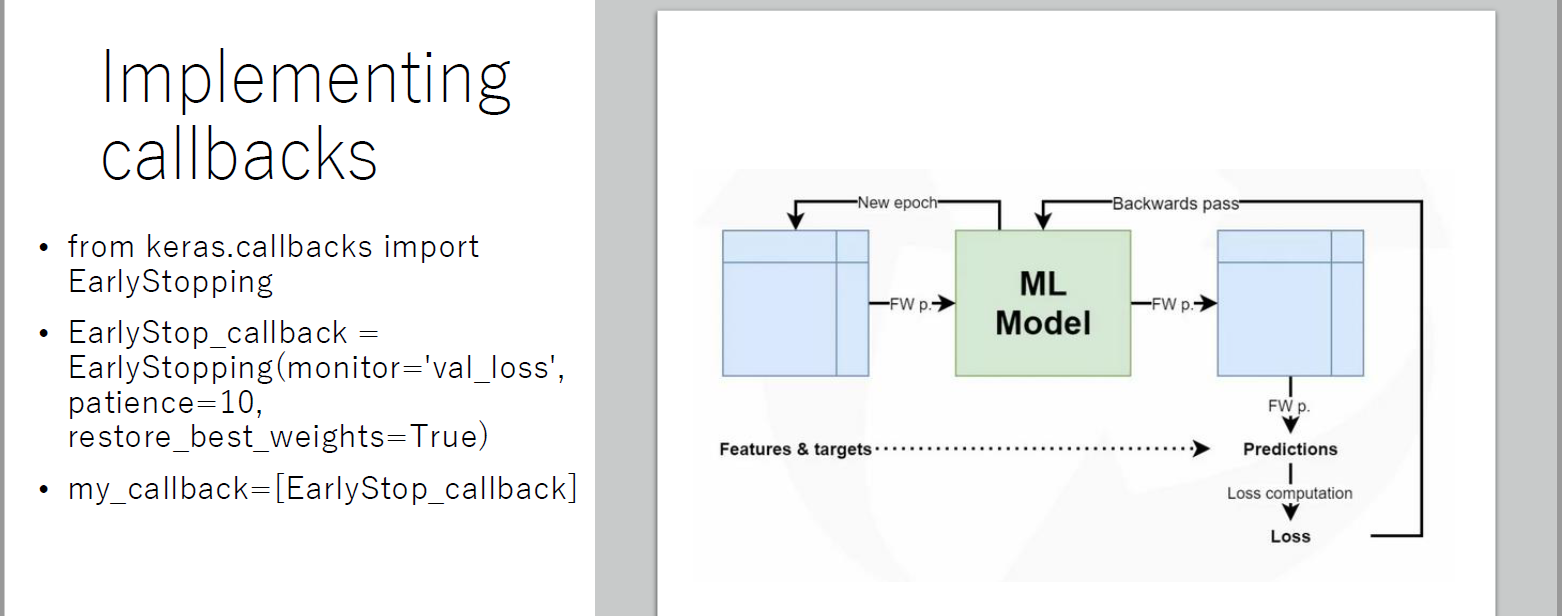 Implementing
callbacks
• from keras.callbacks import
EarlyStopping
• EarlyStop_callback =
EarlyStopping(monitor='val_loss',
patience=10,
restore_best_weights=True)
• my_callback=[EarlyStop_callback]
New epoch
Backwards pass
FW p.
ML
Model
FW p.
FW p.
Features & targets
Predictions
Loss computation
Loss